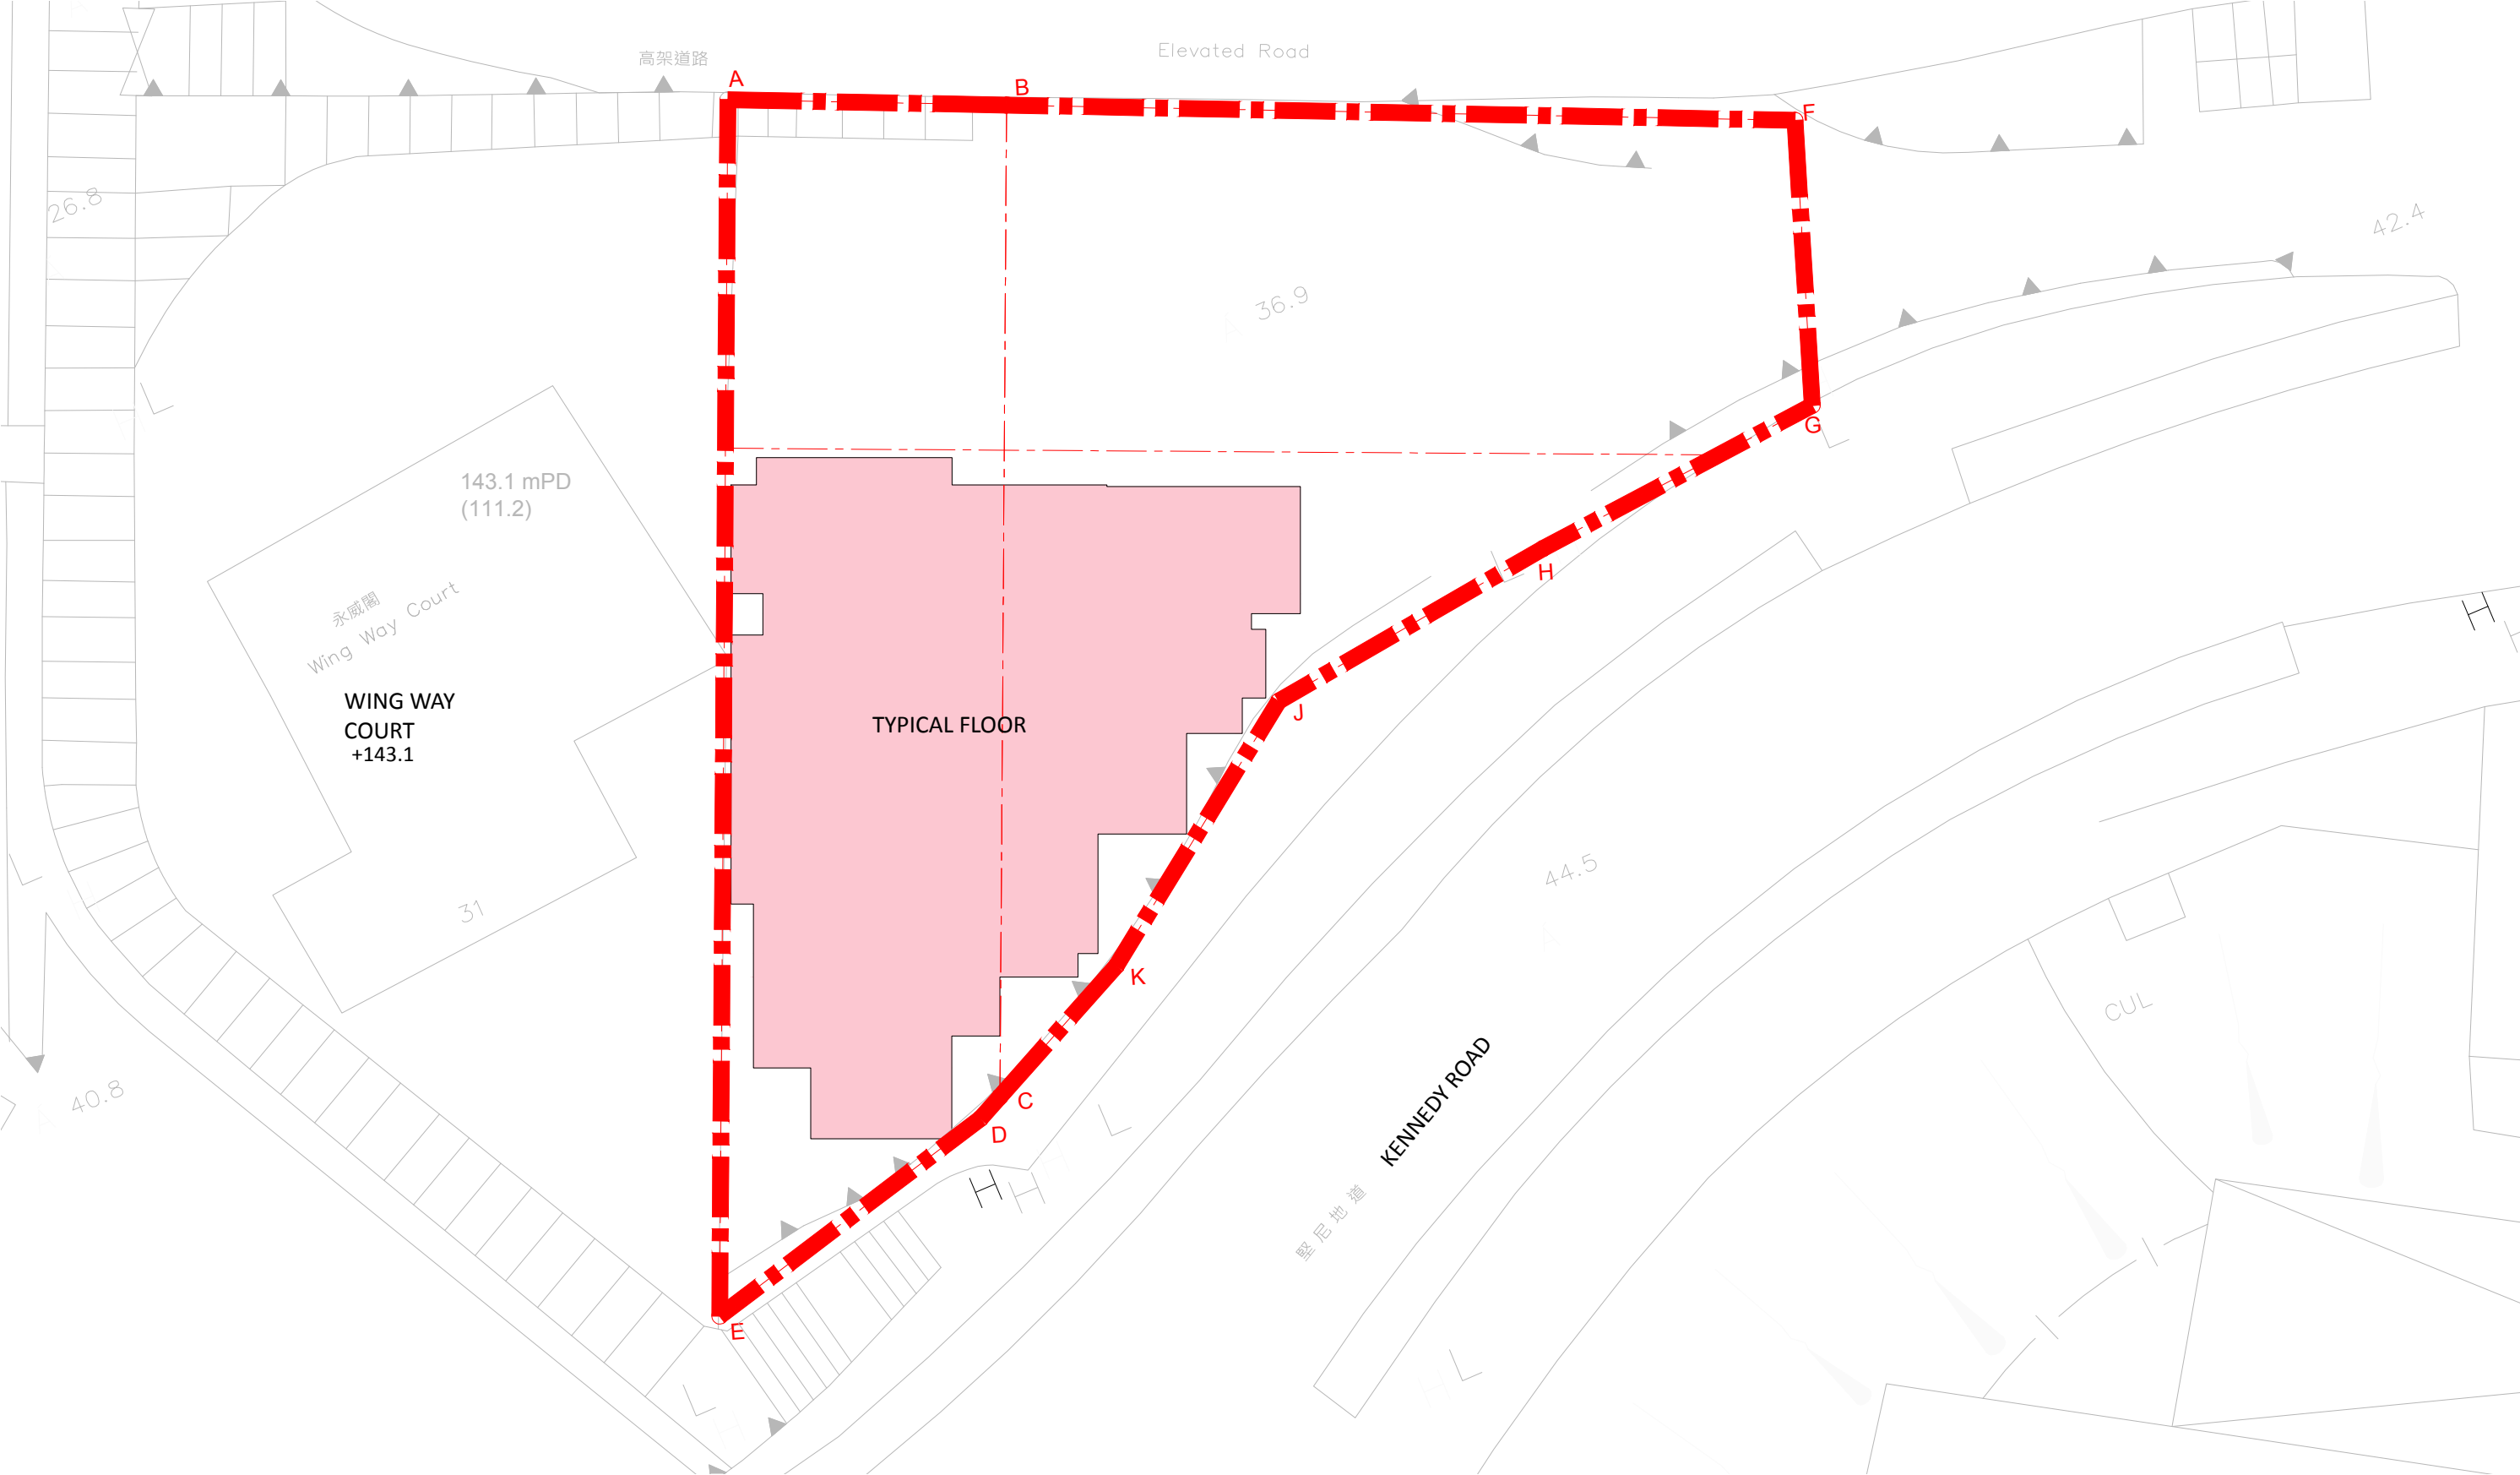 高架道路
Elevated Road
A
B
F
26.8
42.4
36.9
G
L
L
143.1 mPD
(111.2)
L
H
H
永威閣
Wing Way Court
WING WAY
COURT
+143.1
TYPICAL FLOOR
J
44.5
L
31
K
CUL
40.8
C
D
L
H
H
KENNEDY ROAD
堅尼地道
E
L
L